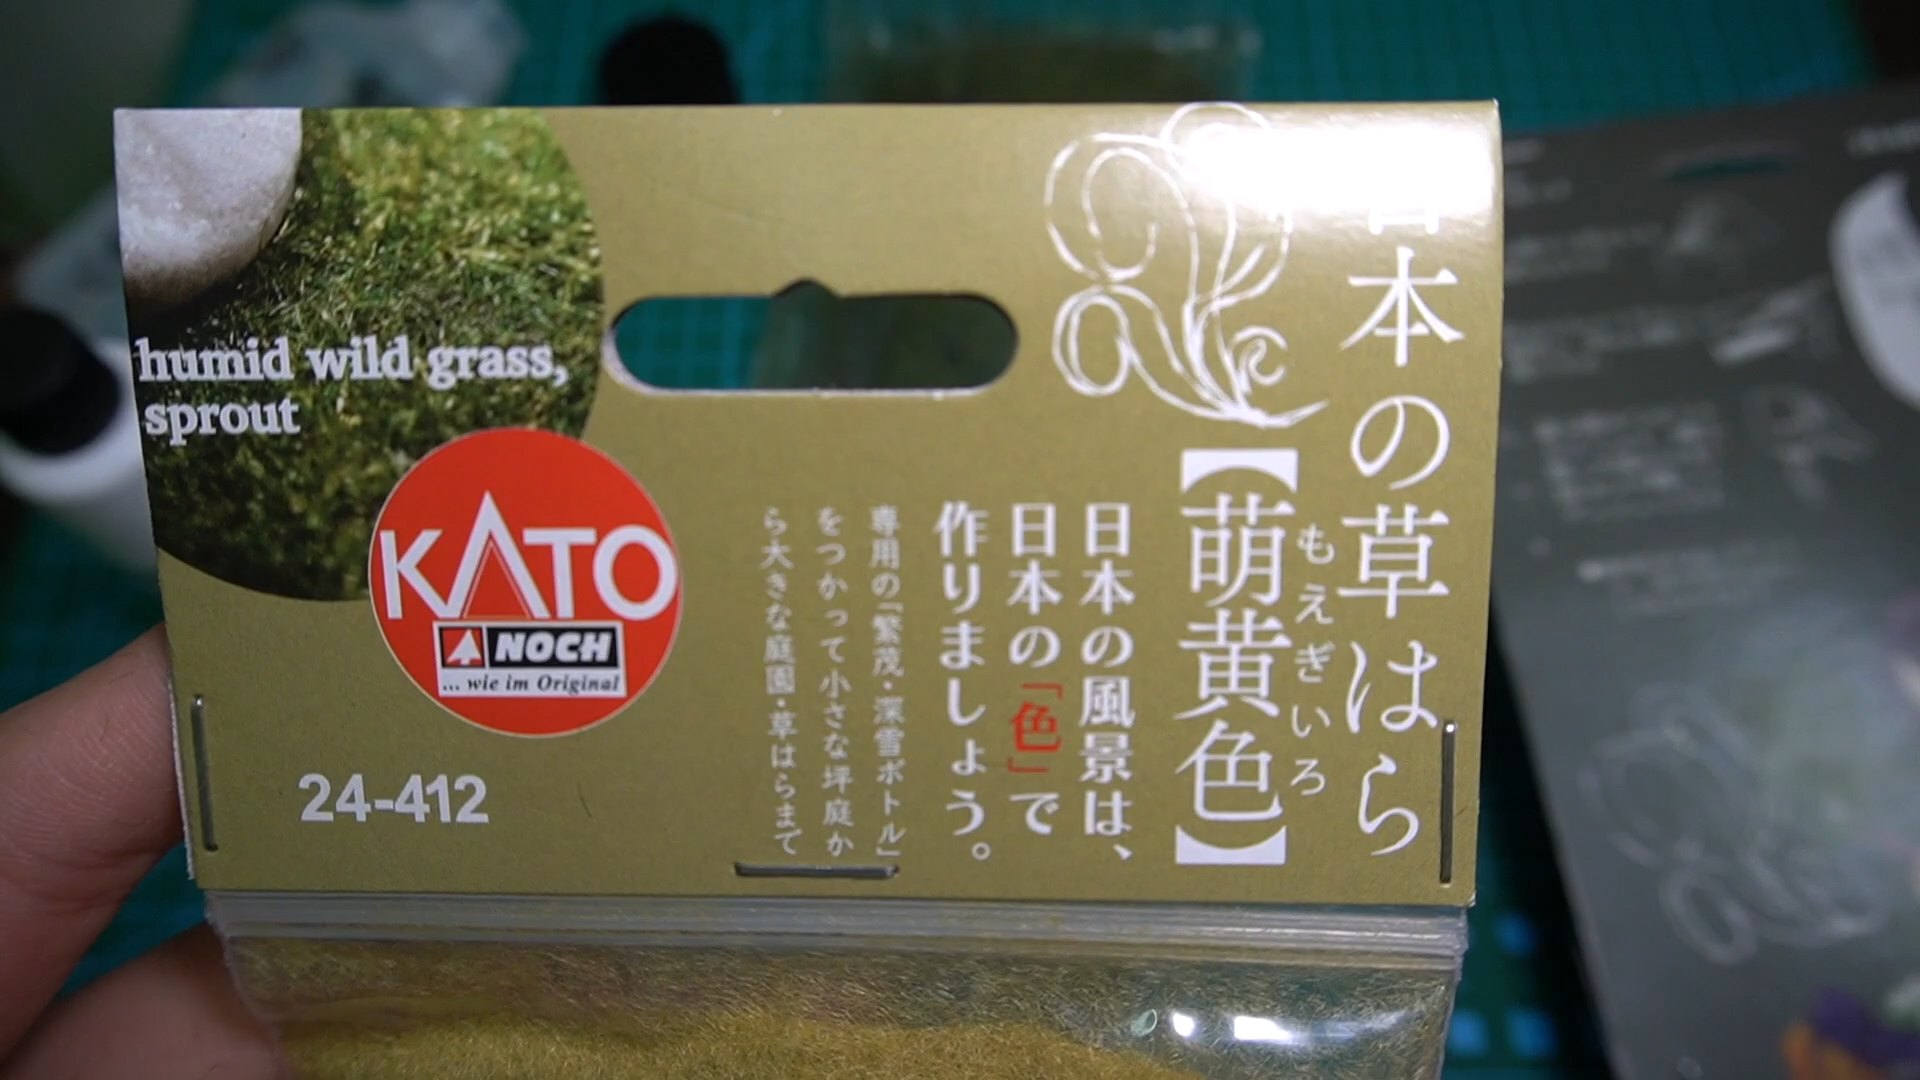 日本の草はら
【萌黄色】
もえぎいろ
日本の風景は、
日本の「色」で
作りましょう。
専用の「繁茂・深雪ボトル」
をつかって小さな坪庭か
ら大きな庭園・草はらまで
humid wild grass,
sprout
KATO
NOCH
... wie im Original
24-412